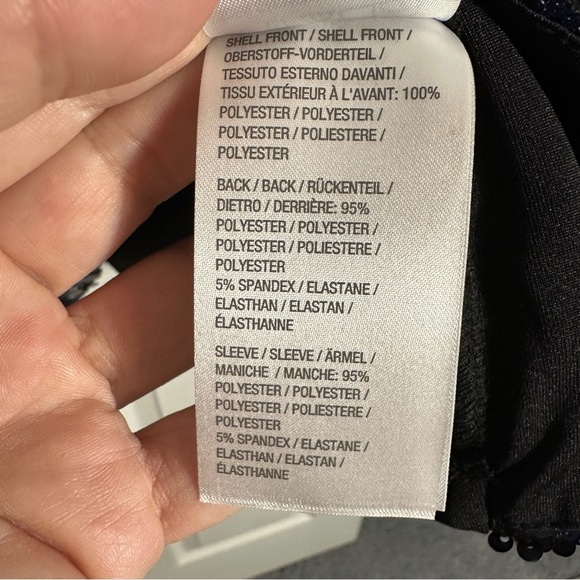 SHELL FRONT / SHELL FRONT /
OBERSTOFF-VORDERTEIL /
TESSUTO ESTERNO DAVANTI /
TISSU EXTÉRIEUR À L'AVANT: 100%
POLYESTER / POLYESTER /
POLYESTER / POLIESTERE /
POLYESTER
BACK / BACK / RÜCKENTEIL /
DIETRO / DERRIÈRE: 95%
POLYESTER / POLYESTER /
POLYESTER / POLIESTERE /
POLYESTER
5% SPANDEX / ELASTANE /
ELASTHAN / ELASTAN /
ÉLASTHANNE
SLEEVE / SLEEVE / ÄRMEL /
MANICHE / MANCHE: 95%
POLYESTER / POLYESTER /
POLYESTER / POLIESTERE /
POLYESTER
5% SPANDEX / ELASTANE /
ELASTHAN / ELASTAN /
ÉLASTHANNE